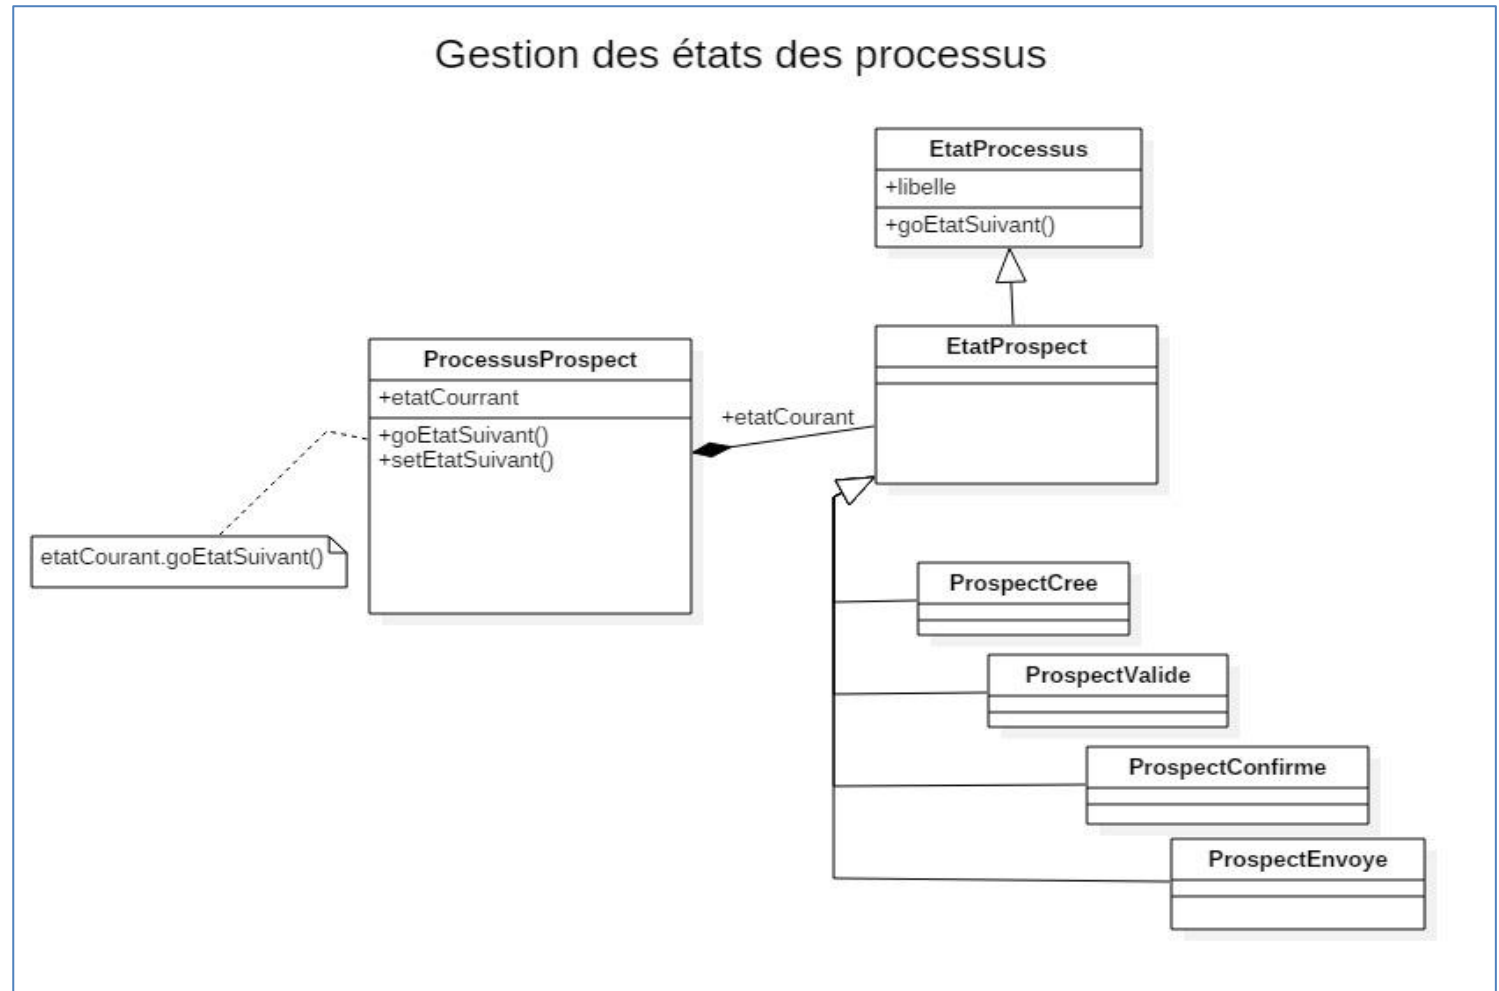 Gestion des états des processus
EtatProcessus
+libelle
+goEtatSuivant()
EtatProspect
ProcessusProspect
+etatCourrant
+goEtatSuivant()
+setEtatSuivant()
+etatCourant
etatCourant.goEtatSuivant()
ProspectCree
ProspectValide
ProspectConfirme
ProspectEnvoye